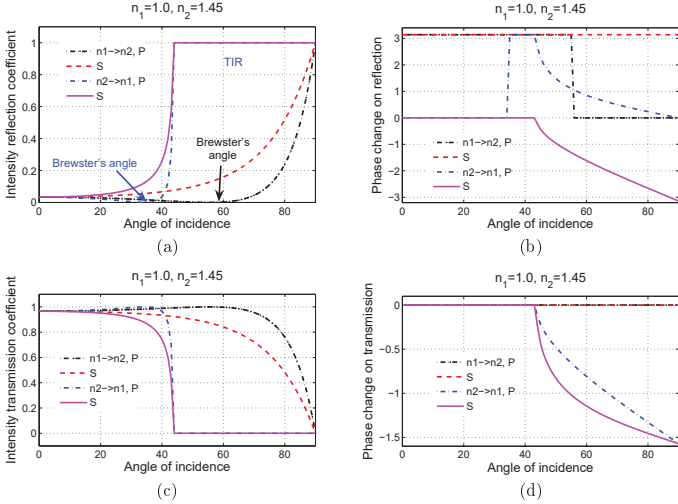 n1=1.0, n2=1.45
Intensity reflection coefficient
1
0.8
0.6
0.4
0.2
0
n1->n2, P
S
n2->n1, P
S
TIR
Brewster's angle
Brewster's
angle
0 20 40 60 80
Angle of incidence
(a)
n1=1.0, n2=1.45
Phase change on reflection
3
2
1
0
−1
−2
−3
n1->n2, P
S
n2->n1, P
S
0 20 40 60 80
Angle of incidence
(b)
n1=1.0, n2=1.45
Intensity transmission coefficient
1
0.8
0.6
0.4
0.2
0
n1->n2, P
S
n2->n1, P
S
0 20 40 60 80
Angle of incidence
(c)
n1=1.0, n2=1.45
Phase change on transmission
0
−0.5
−1
−1.5
n1->n2, P
S
n2->n1, P
S
0 20 40 60 80
Angle of incidence
(d)